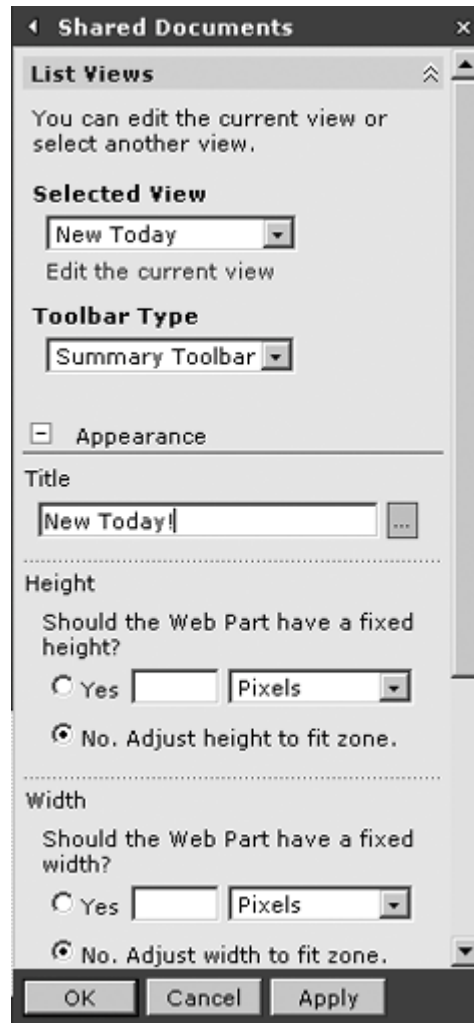 Shared Documents
List Views
You can edit the current view or
select another view.
Selected View
New Today
Edit the current view
Toolbar Type
Summary Toolbar
Appearance
Title
New Today!
...
Height
Should the Web Part have a fixed
height?
Yes Pixels
No. Adjust height to fit zone.
Width
Should the Web Part have a fixed
width?
Yes Pixels
No. Adjust width to fit zone.
OK Cancel Apply